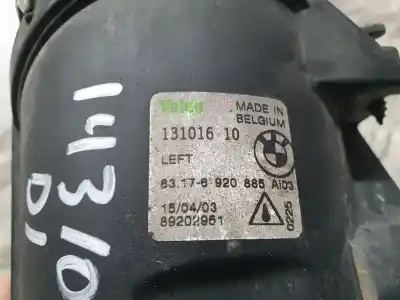 Valeo
MADE IN
BELGIUM
131016 10
LEFT
63.17-6 920 885 AI03
15/04/03
89202951
0225
14310
D,